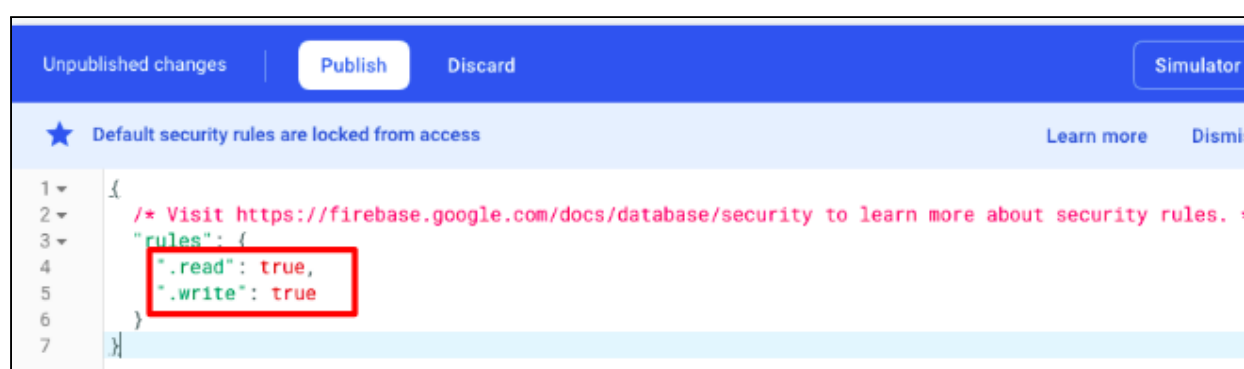 Unpublished changes Publish Discard Simulator
Default security rules are locked from access Learn more
1 {
2 /* Visit https://firebase.google.com/docs/database/security to learn more about security rules.
3 "rules": {
4 ".read": true,
5 ".write": true
6 }
7 }